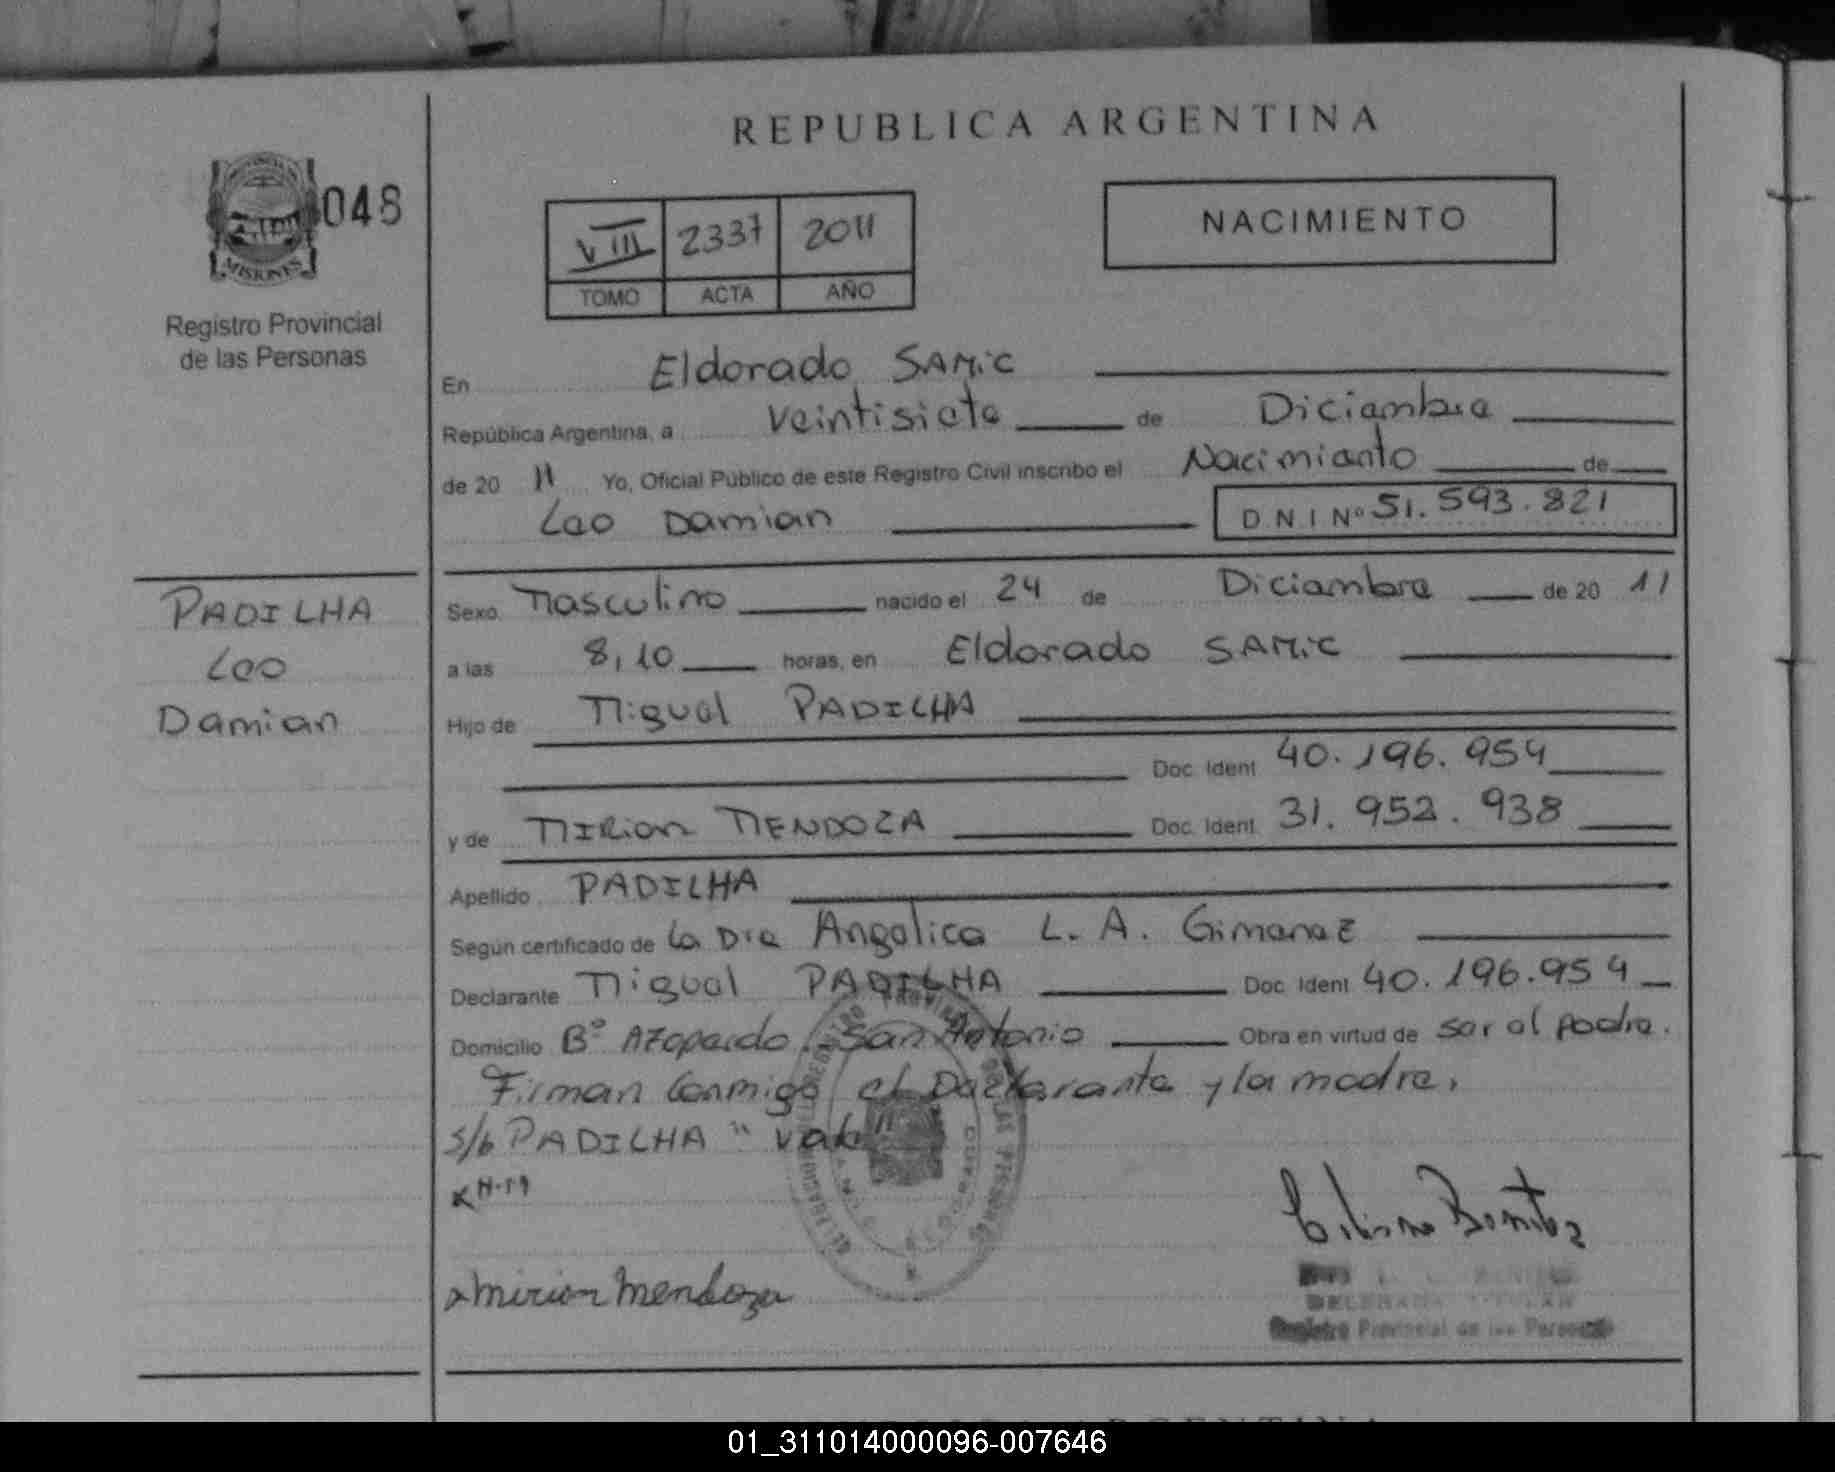 REPUBLICA ARGENTINA
048
MISIONES
Registro Provincial
de las Personas
VIII 2337 2011
TOMO ACTA AÑO
NACIMIENTO
En Eldorado SAMIC
República Argentina, a veintisiete de Diciembre
de 2011 Yo, Oficial Público de este Registro Civil inscribo el Nacimiento de
Leo Damian D N I Nº 51.593.821
PADILHA
Leo
Damian
Sexo Masculino nacido el 24 de Diciembre de 2011
a las 8,10 horas, en Eldorado SAMIC
Hijo de Miguel PADILHA
Doc. Ident 40.196.954
y de MIRian MENDOZA Doc. Ident. 31.952.938
Apellido PADILHA
Según certificado de La Dra Angelica L. A. Gimenez
Declarante Miguel PADILHA Doc. Ident 40.196.954
Domicilio Bº Azopardo San Antonio Obra en virtud de ser el padre.
Firman Conmigo el Declarante y la madre.
s/b PADILHA "vale"
Mirian Mendoza
Benitez
Registro Provincial de las Personas
REPUBLICA ARGENTINA
01_311014000096-007646